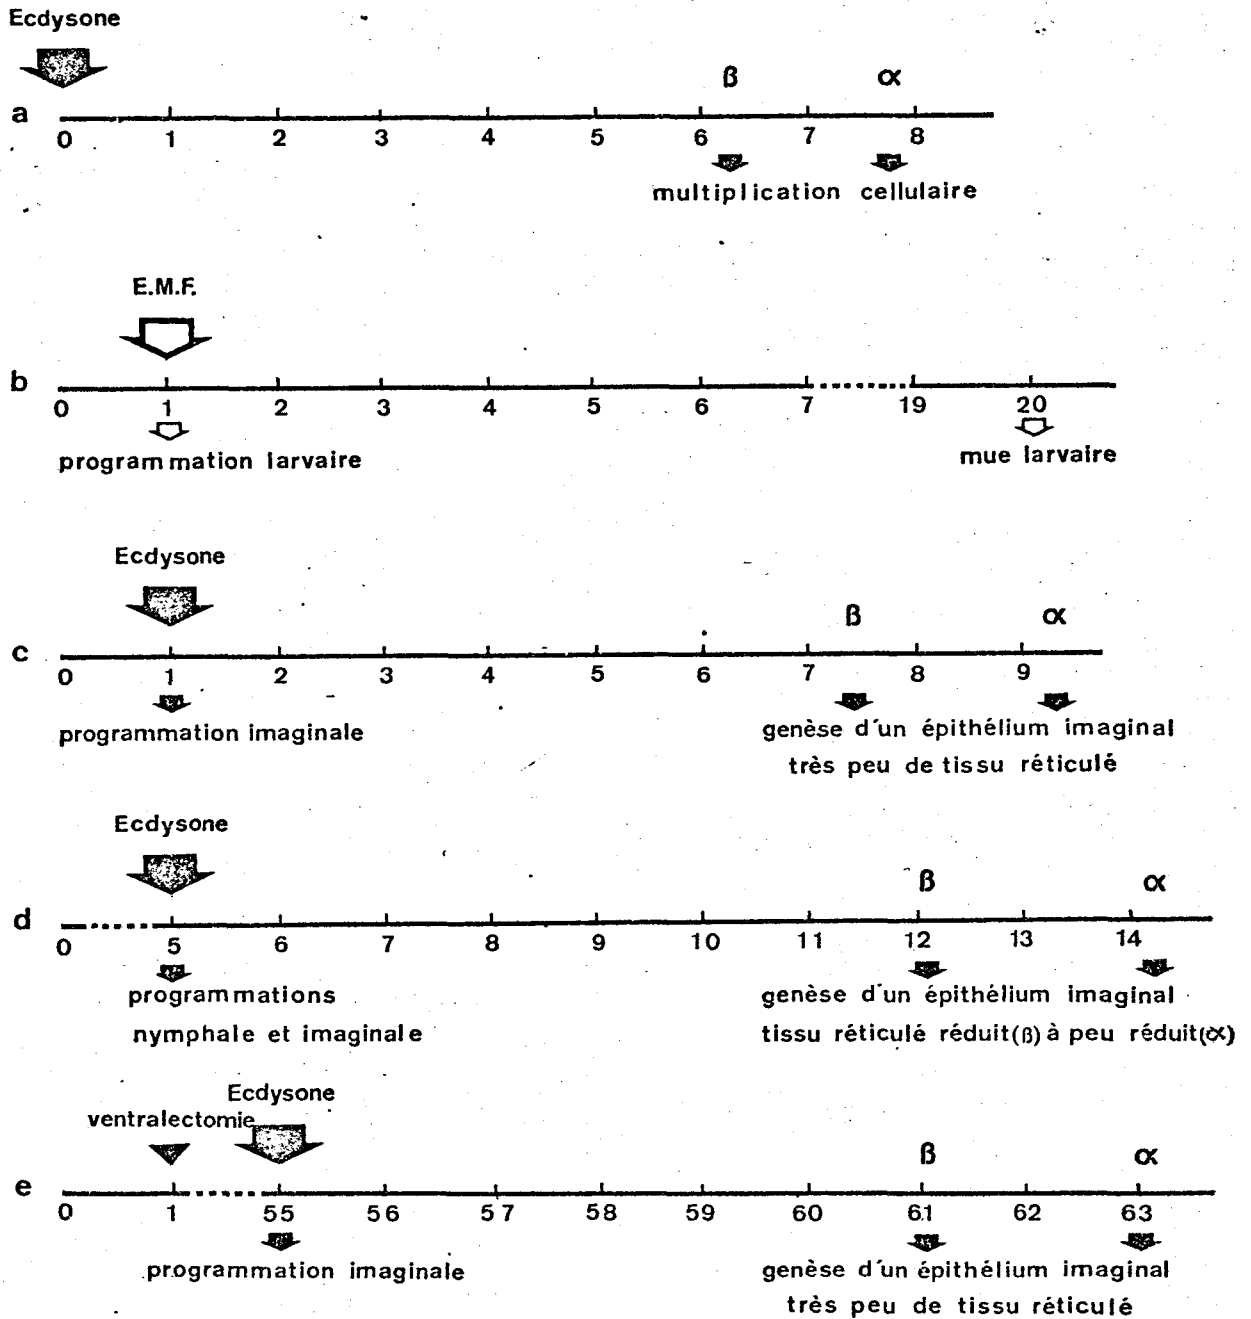 Ecdysone
β α
a
0 1 2 3 4 5 6 7 8
multiplication cellulaire
E.M.F.
b
0 1 2 3 4 5 6 7 19 20
programmation larvaire
mue larvaire
Ecdysone
β α
c
0 1 2 3 4 5 6 7 8 9
programmation imaginale
genèse d'un épithélium imaginal
très peu de tissu réticulé
Ecdysone
β α
d
0 5 6 7 8 9 10 11 12 13 14
programmations
nymphale et imaginale
genèse d'un épithélium imaginal
tissu réticulé réduit(β) à peu réduit(α)
Ecdysone
ventralectomie
β α
e
0 1 55 56 57 58 59 60 61 62 63
programmation imaginale
genèse d'un épithélium imaginal
très peu de tissu réticulé